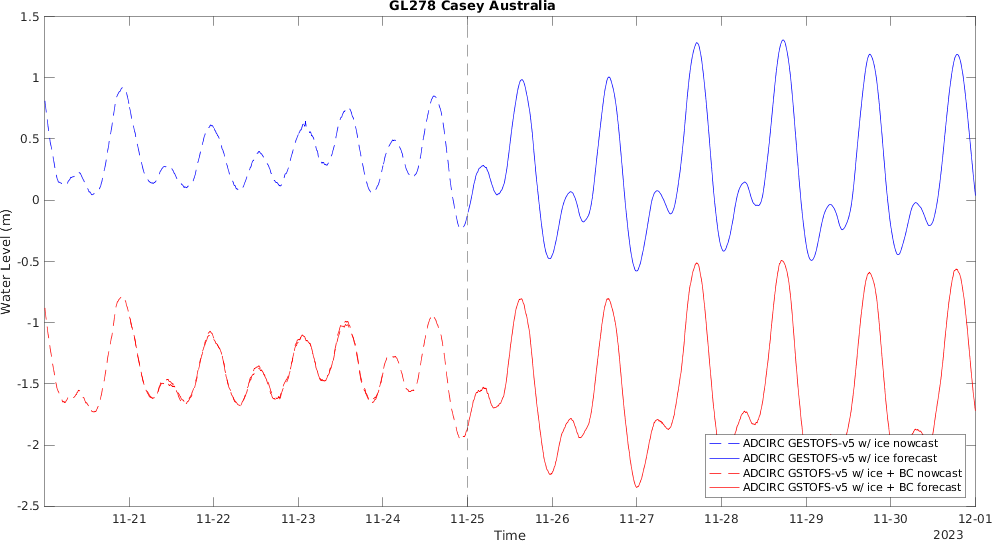 GL278 Casey Australia
Water Level (m)
1.5
1
0.5
0
-0.5
-1
-1.5
-2
-2.5
ADCIRC GESTOFS-v5 w/ ice nowcast
ADCIRC GESTOFS-v5 w/ ice forecast
ADCIRC GSTOFS-v5 w/ ice + BC nowcast
ADCIRC GSTOFS-v5 w/ ice + BC forecast
11-21 11-22 11-23 11-24 11-25 11-26 11-27 11-28 11-29 11-30 12-01
Time
2023